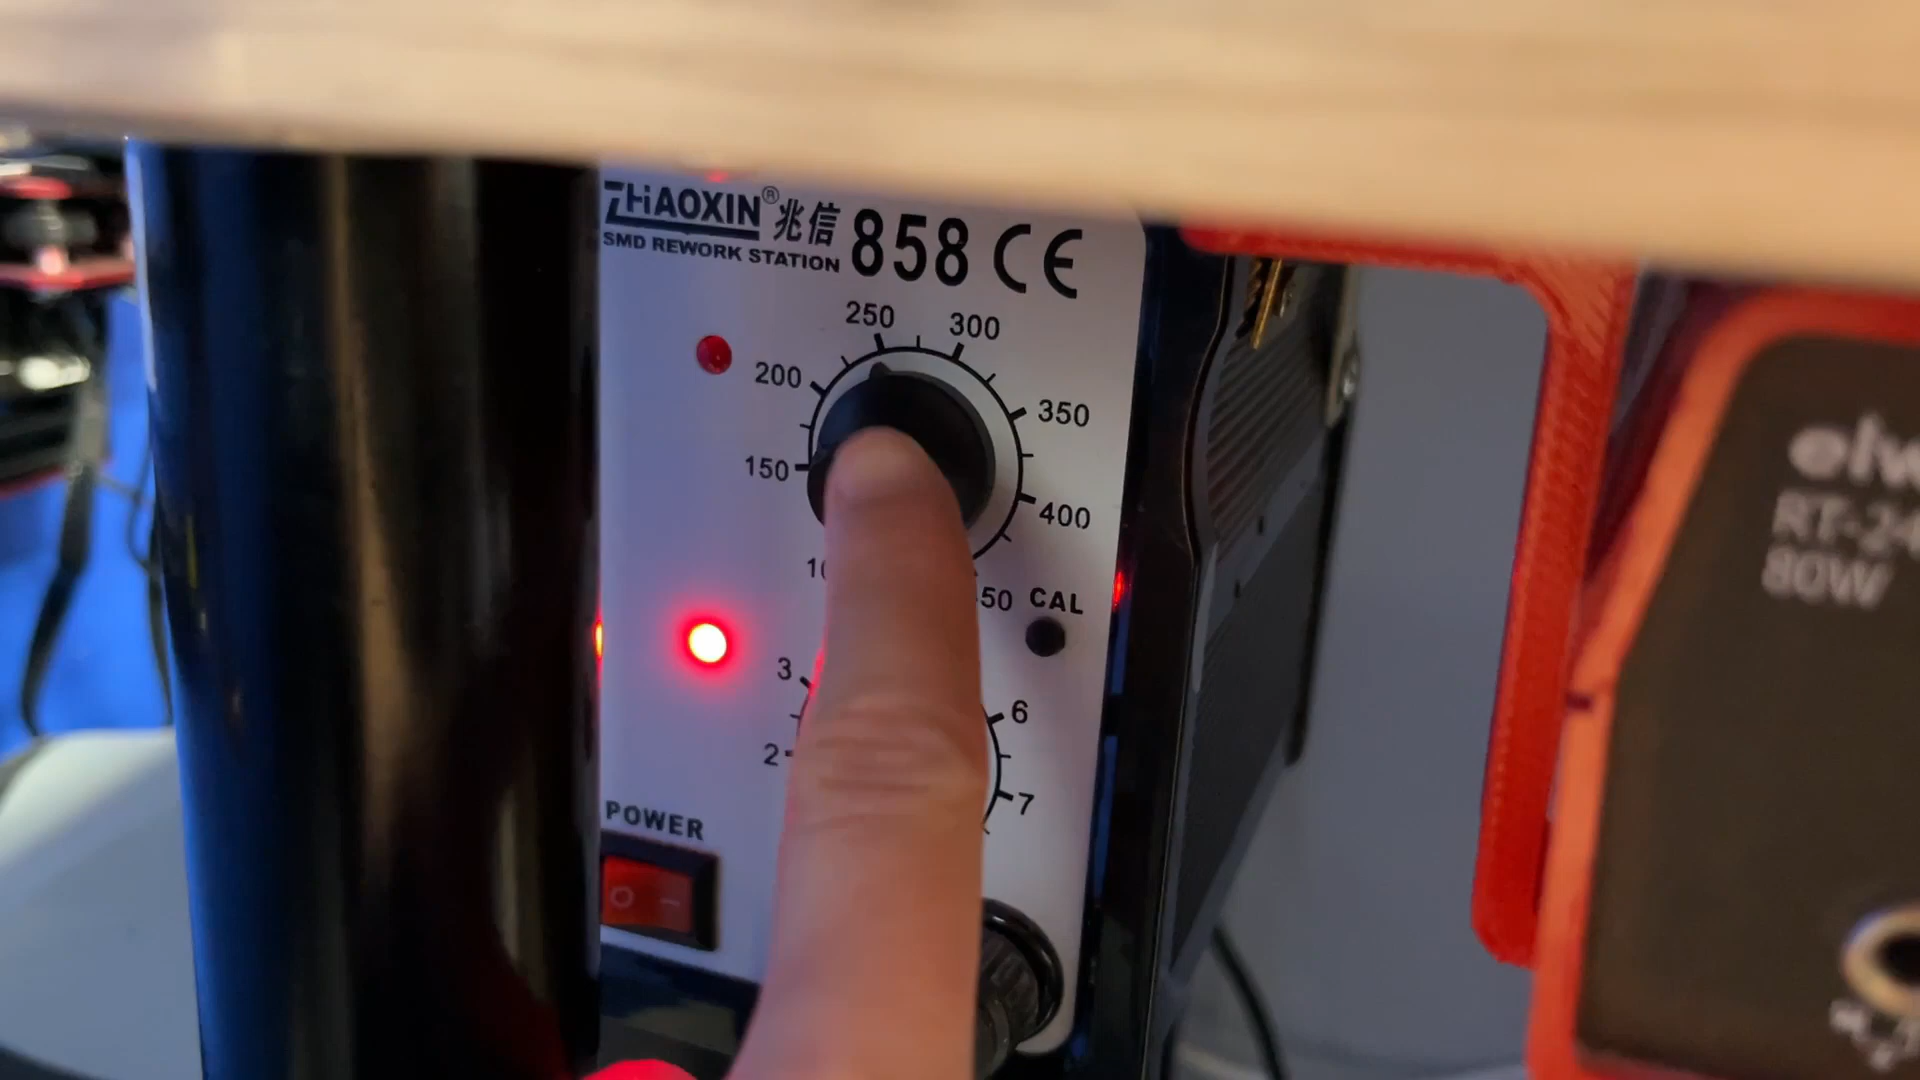 ZHAOXIN® 兆信 858 CE
SMD REWORK STATION
250 300
200 350
150 400
CAL
3 6
2 7
POWER
80W